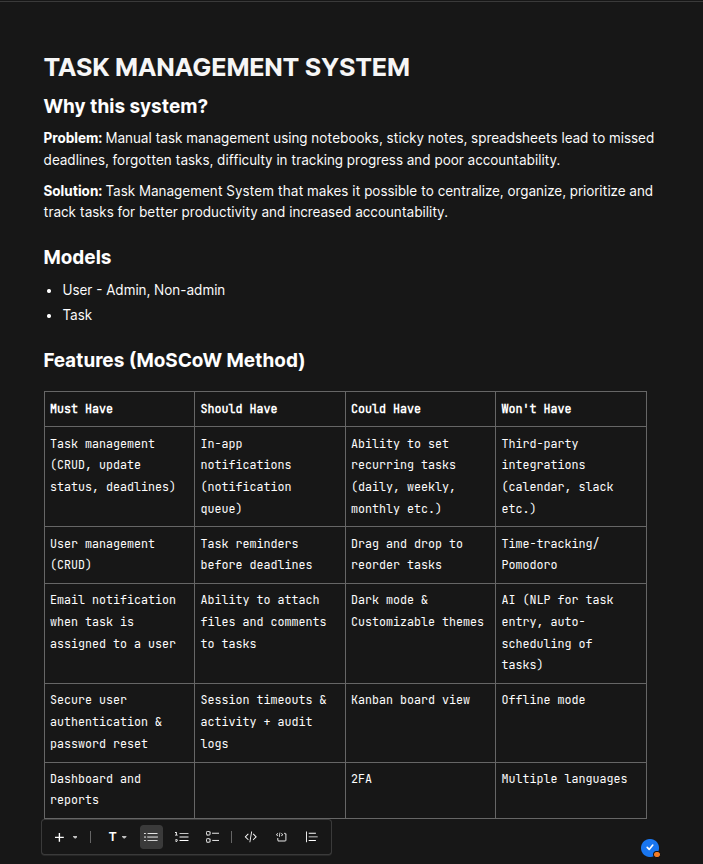 TASK MANAGEMENT SYSTEM
Why this system?
Problem: Manual task management using notebooks, sticky notes, spreadsheets lead to missed
deadlines, forgotten tasks, difficulty in tracking progress and poor accountability.
Solution: Task Management System that makes it possible to centralize, organize, prioritize and
track tasks for better productivity and increased accountability.
Models
• User - Admin, Non-admin
• Task
Features (MoSCoW Method)
Must Have
Should Have
Could Have
Won't Have
Task management
(CRUD, update
status, deadlines)
In-app
notifications
(notification
queue)
Ability to set
recurring tasks
(daily, weekly,
monthly etc.)
Third-party
integrations
(calendar, slack
etc.)
User management
(CRUD)
Task reminders
before deadlines
Drag and drop to
reorder tasks
Time-tracking/
Pomodoro
Email notification
when task is
assigned to a user
Ability to attach
files and comments
to tasks
Dark mode &
Customizable themes
AI (NLP for task
entry, auto-
scheduling of
tasks)
Secure user
authentication &
password reset
Session timeouts &
activity + audit
logs
Kanban board view
Offline mode
Dashboard and
reports
2FA
Multiple languages
T